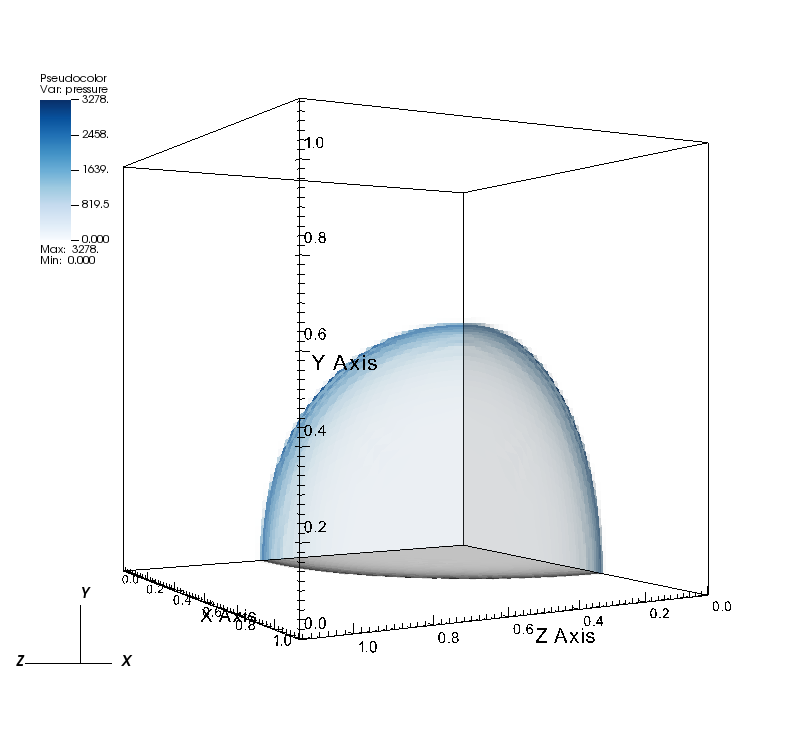 Pseudocolor
Var: pressure
3278.
2458.
1639.
819.5
0.000
Max: 3278.
Min: 0.000
1.0
0.8
0.6
Y Axis
0.4
0.2
0.0
0.0
0.2
0.4
0.6
0.8
1.0
X Axis
1.0
0.8
0.6
0.4
0.2
0.0
Z Axis
Y
Z
X